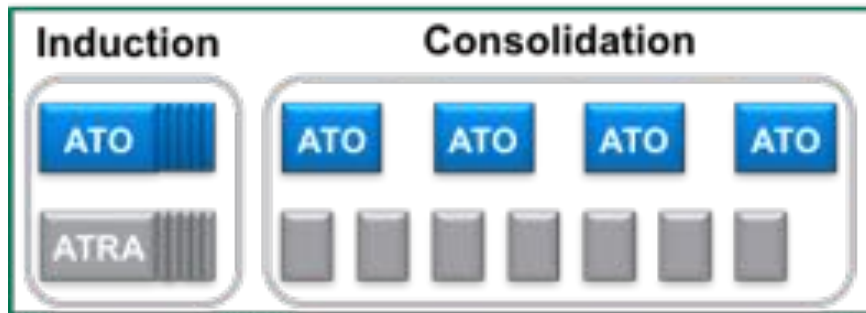 Induction
Consolidation
ATO
ATO
ATO
ATO
ATO
ATRA